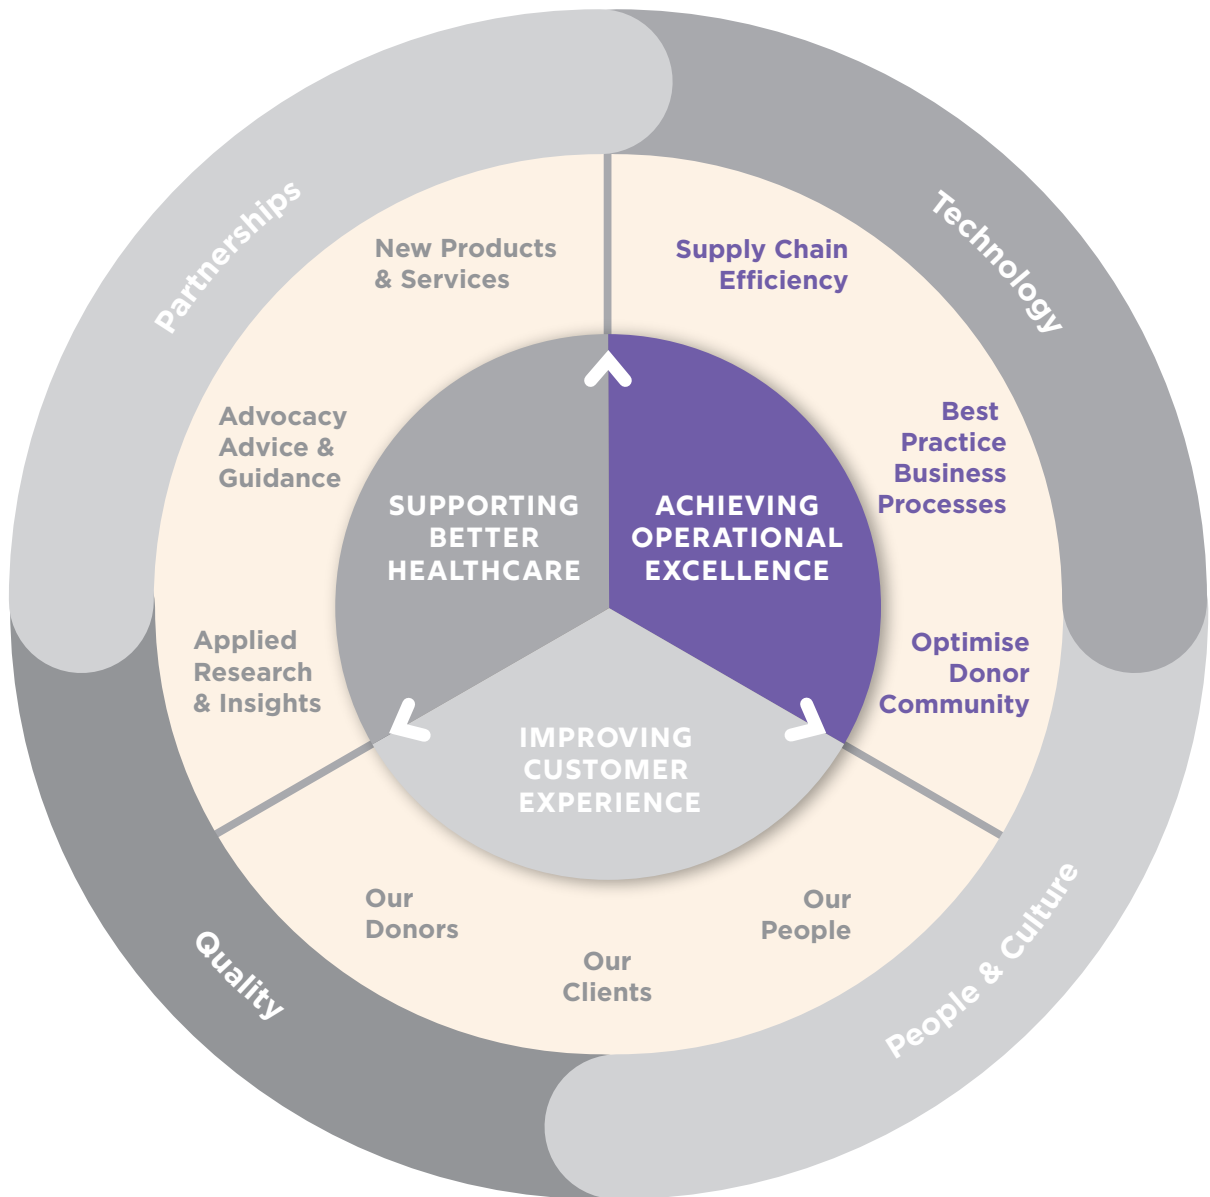 Partnerships
Technology
New Products
& Services
Supply Chain
Efficiency
Advocacy
Advice &
Guidance
Best
Practice
Business
Processes
SUPPORTING
BETTER
HEALTHCARE
ACHIEVING
OPERATIONAL
EXCELLENCE
Applied
Research
& Insights
Optimise
Donor
Community
IMPROVING
CUSTOMER
EXPERIENCE
Our
Donors
Our
Clients
Our
People
Quality
People & Culture